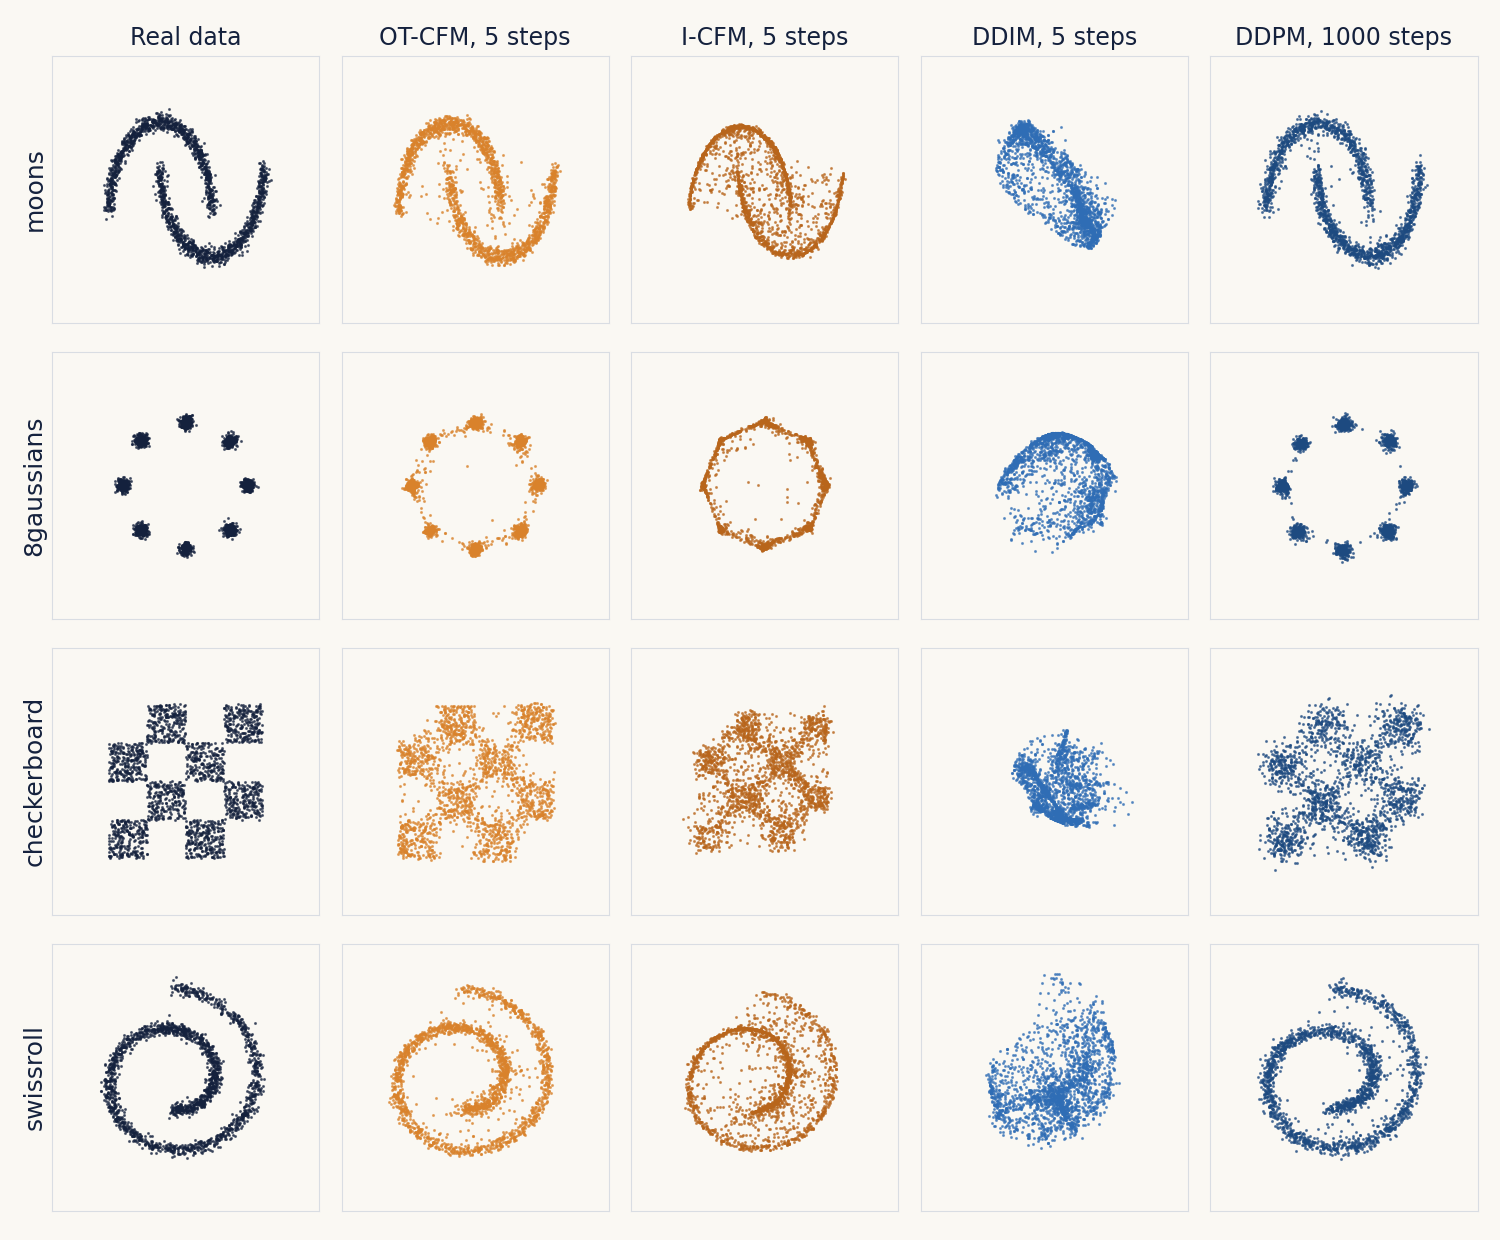 Real data
OT-CFM, 5 steps
I-CFM, 5 steps
DDIM, 5 steps
DDPM, 1000 steps
moons
8gaussians
checkerboard
swissroll